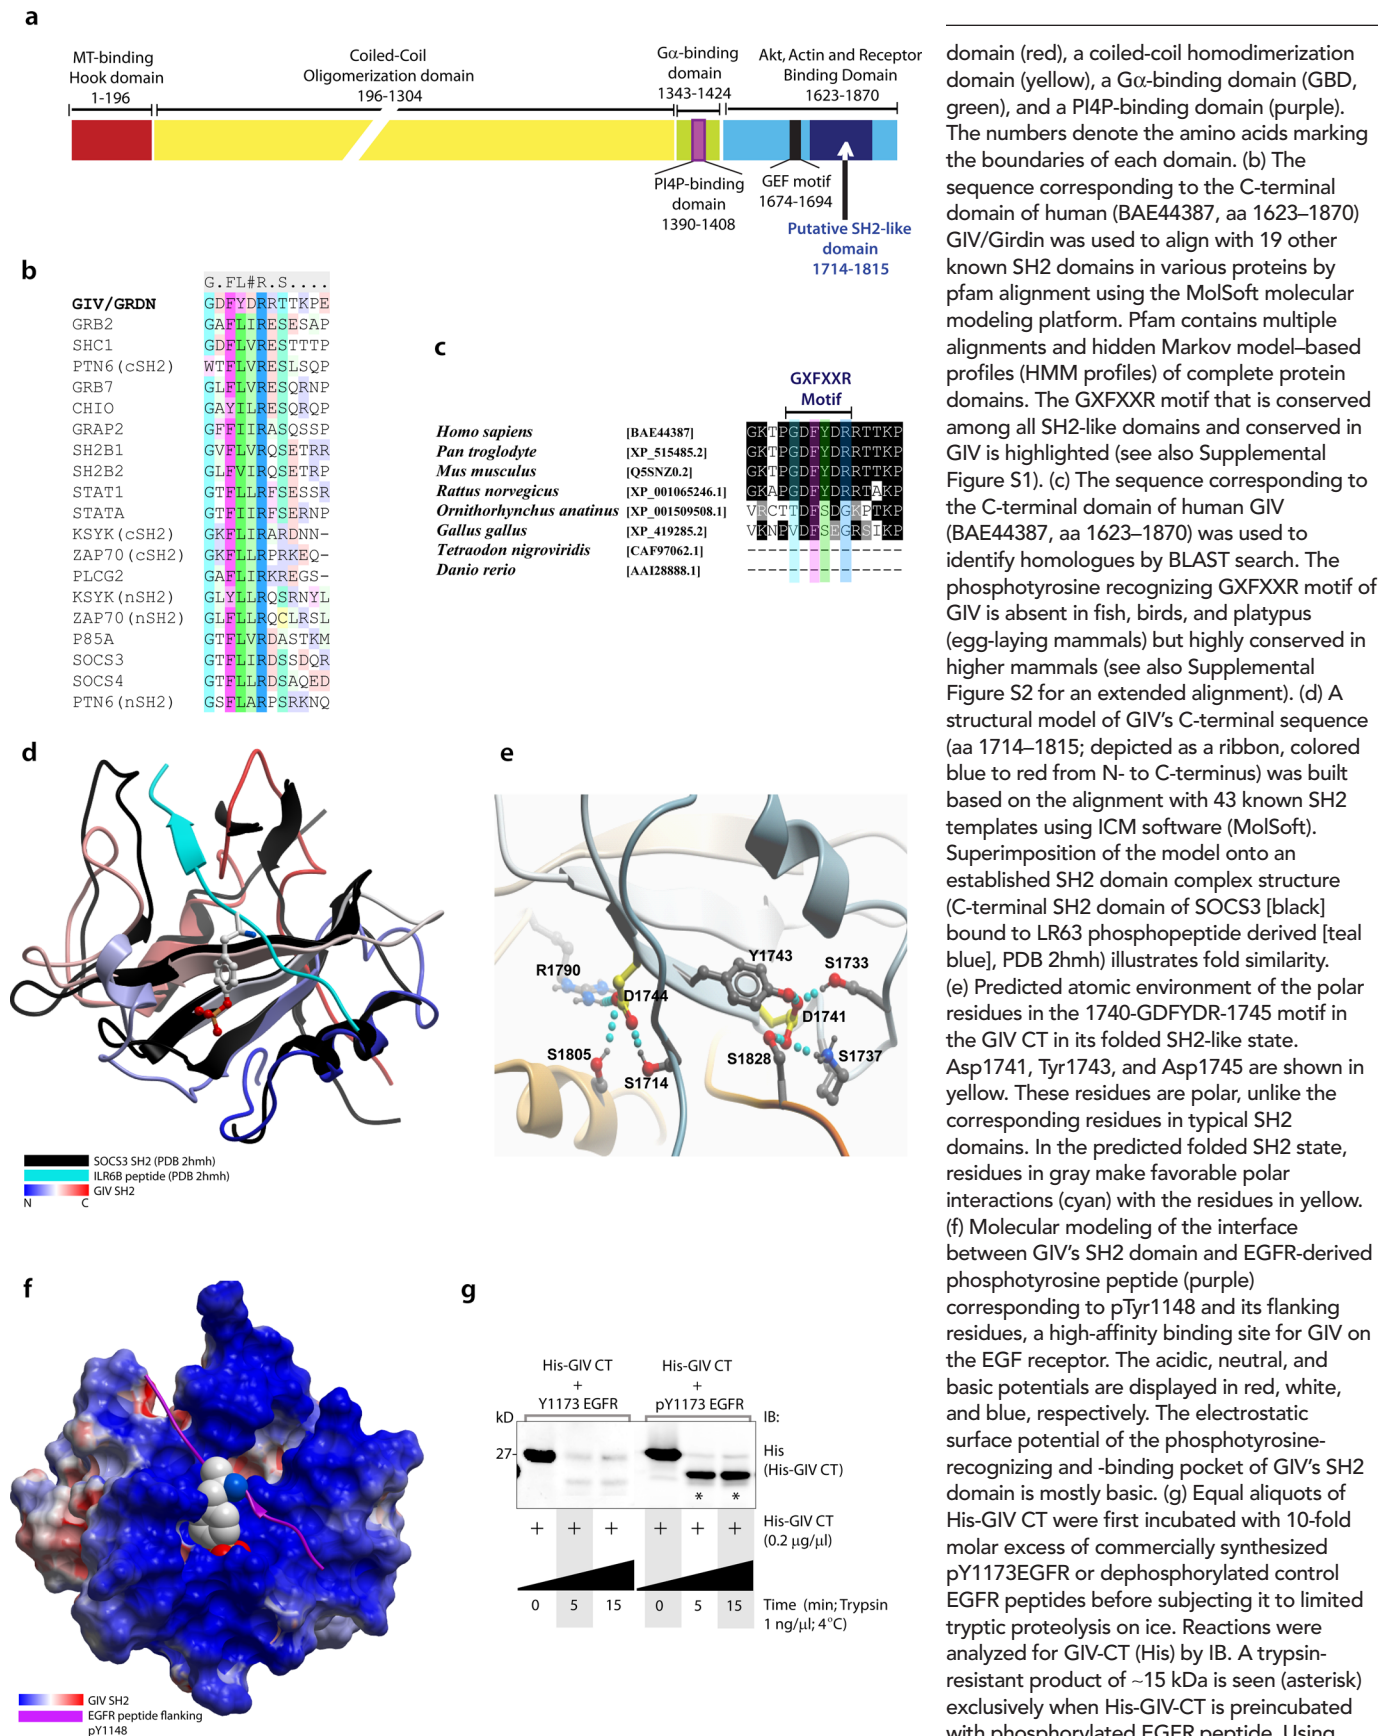 a
MT-binding
Hook domain
1-196
Coiled-Coil
Oligomerization domain
196-1304
Gα-binding
domain
1343-1424
Akt, Actin and Receptor
Binding Domain
1623-1870
PI4P-binding
domain
1390-1408
GEF motif
1674-1694
Putative SH2-like
domain
1714-1815
b
G.FL#R.S....
GIV/GRDN GDFYDRRTTKPE
GRB2 GAFLIRESESAP
SHC1 GDFLVRESTTTP
PTN6(cSH2) WTFLVRESLSQP
GRB7 GLFLVRESQRNP
CHIO GAYILRESQRQP
GRAP2 GFFIIRASQSSP
SH2B1 GVFLVRQSETRR
SH2B2 GLFVIRQSETRP
STAT1 GTFLLRFSESSR
STATA GTFIIRFSERNP
KSYK(cSH2) GKFLIRARDNN-
ZAP70(cSH2) GKFLLRPRKEQ-
PLCG2 GAFLIRKREGS-
KSYK(nSH2) GLYLLRQSRNYL
ZAP70(nSH2) GLFLLRQCLRSL
P85A GTFLVRDASTKM
SOCS3 GTFLIRDSSDQR
SOCS4 GTFLLRDSAQED
PTN6(nSH2) GSFLARPSRKNQ
c
GXFXXR
Motif
Homo sapiens [BAE44387] GKTPGDFYDRRTTKP
Pan troglodyte [XP_515485.2] GKTPGDFYDRRTTKP
Mus musculus [Q5SNZ0.2] GKTPGDFYDRRTTKP
Rattus norvegicus [XP_001065246.1] GKAPGDFYDRRTAKP
Ornithorhynchus anatinus [XP_001509508.1] VRCTTDFSDGKPTKP
Gallus gallus [XP_419285.2] VKNPVDFSEGRSIKP
Tetraodon nigroviridis [CAF97062.1] ---------------
Danio rerio [AAI28888.1] ---------------
d
SOCS3 SH2 (PDB 2hmh)
ILR6B peptide (PDB 2hmh)
GIV SH2
N C
e
R1790
D1744
Y1743
S1733
D1741
S1805
S1714
S1828
S1737
f
GIV SH2
EGFR peptide flanking
pY1148
g
His-GIV CT
+
Y1173 EGFR
His-GIV CT
+
pY1173 EGFR
kD
IB:
27-
His
(His-GIV CT)
* *
+ + + + + +
His-GIV CT
(0.2 µg/µl)
0 5 15 0 5 15
Time (min; Trypsin
1 ng/µl; 4°C)
domain (red), a coiled-coil homodimerization
domain (yellow), a Gα-binding domain (GBD,
green), and a PI4P-binding domain (purple).
The numbers denote the amino acids marking
the boundaries of each domain. (b) The
sequence corresponding to the C-terminal
domain of human (BAE44387, aa 1623–1870)
GIV/Girdin was used to align with 19 other
known SH2 domains in various proteins by
pfam alignment using the MolSoft molecular
modeling platform. Pfam contains multiple
alignments and hidden Markov model–based
profiles (HMM profiles) of complete protein
domains. The GXFXXR motif that is conserved
among all SH2-like domains and conserved in
GIV is highlighted (see also Supplemental
Figure S1). (c) The sequence corresponding to
the C-terminal domain of human GIV
(BAE44387, aa 1623–1870) was used to
identify homologues by BLAST search. The
phosphotyrosine recognizing GXFXXR motif of
GIV is absent in fish, birds, and platypus
(egg-laying mammals) but highly conserved in
higher mammals (see also Supplemental
Figure S2 for an extended alignment). (d) A
structural model of GIV's C-terminal sequence
(aa 1714–1815; depicted as a ribbon, colored
blue to red from N- to C-terminus) was built
based on the alignment with 43 known SH2
templates using ICM software (MolSoft).
Superimposition of the model onto an
established SH2 domain complex structure
(C-terminal SH2 domain of SOCS3 [black]
bound to LR63 phosphopeptide derived [teal
blue], PDB 2hmh) illustrates fold similarity.
(e) Predicted atomic environment of the polar
residues in the 1740-GDFYDR-1745 motif in
the GIV CT in its folded SH2-like state.
Asp1741, Tyr1743, and Asp1745 are shown in
yellow. These residues are polar, unlike the
corresponding residues in typical SH2
domains. In the predicted folded SH2 state,
residues in gray make favorable polar
interactions (cyan) with the residues in yellow.
(f) Molecular modeling of the interface
between GIV's SH2 domain and EGFR-derived
phosphotyrosine peptide (purple)
corresponding to pTyr1148 and its flanking
residues, a high-affinity binding site for GIV on
the EGF receptor. The acidic, neutral, and
basic potentials are displayed in red, white,
and blue, respectively. The electrostatic
surface potential of the phosphotyrosine-
recognizing and -binding pocket of GIV's SH2
domain is mostly basic. (g) Equal aliquots of
His-GIV CT were first incubated with 10-fold
molar excess of commercially synthesized
pY1173EGFR or dephosphorylated control
EGFR peptides before subjecting it to limited
tryptic proteolysis on ice. Reactions were
analyzed for GIV-CT (His) by IB. A trypsin-
resistant product of ~15 kDa is seen (asterisk)
exclusively when His-GIV-CT is preincubated
with phosphorylated EGFR peptide. Using